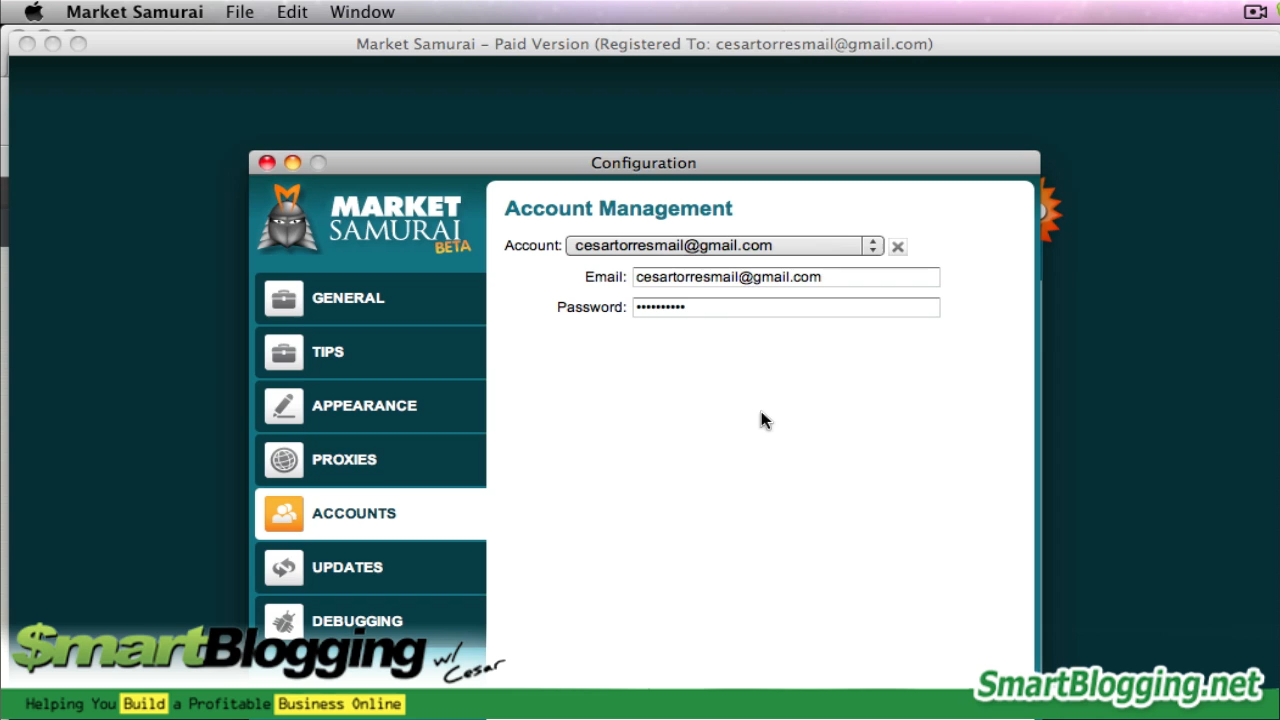 Market Samurai File Edit Window
Market Samurai – Paid Version (Registered To: cesartorresmail@gmail.com)
Configuration
MARKET
SAMURAI
BETA
Account Management
Account: cesartorresmail@gmail.com
Email: cesartorresmail@gmail.com
Password: ••••••••••
GENERAL
TIPS
APPEARANCE
PROXIES
ACCOUNTS
UPDATES
DEBUGGING
$martBlogging w/ Cesar
SmartBlogging.net
Helping You Build a Profitable Business Online